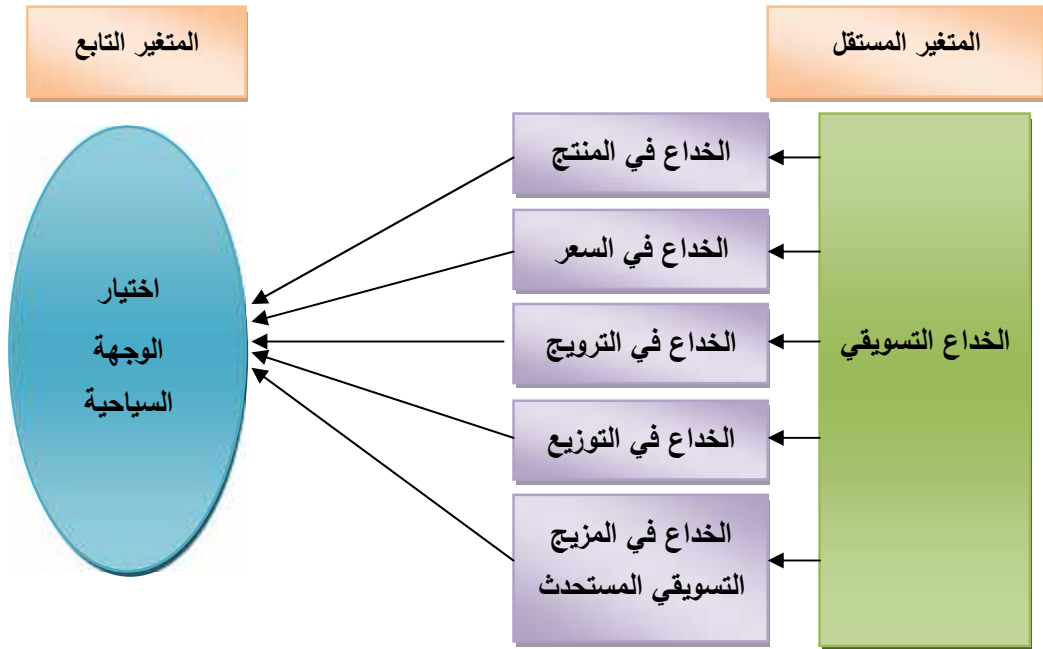 المتغير المستقل
المتغير التابع
الخداع التسويقي
الخداع في المنتج
الخداع في السعر
الخداع في الترويج
الخداع في التوزيع
الخداع في المزيج
التسويقي المستحدث
اختيار
الوجهة
السياحية